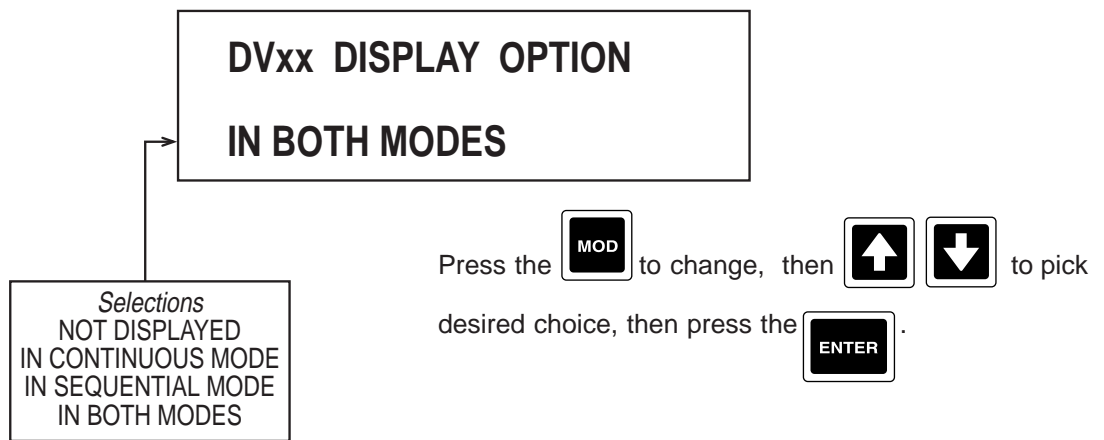 DVxx DISPLAY OPTION
IN BOTH MODES
Press the MOD to change, then to pick
desired choice, then press the ENTER .
Selections
NOT DISPLAYED
IN CONTINUOUS MODE
IN SEQUENTIAL MODE
IN BOTH MODES